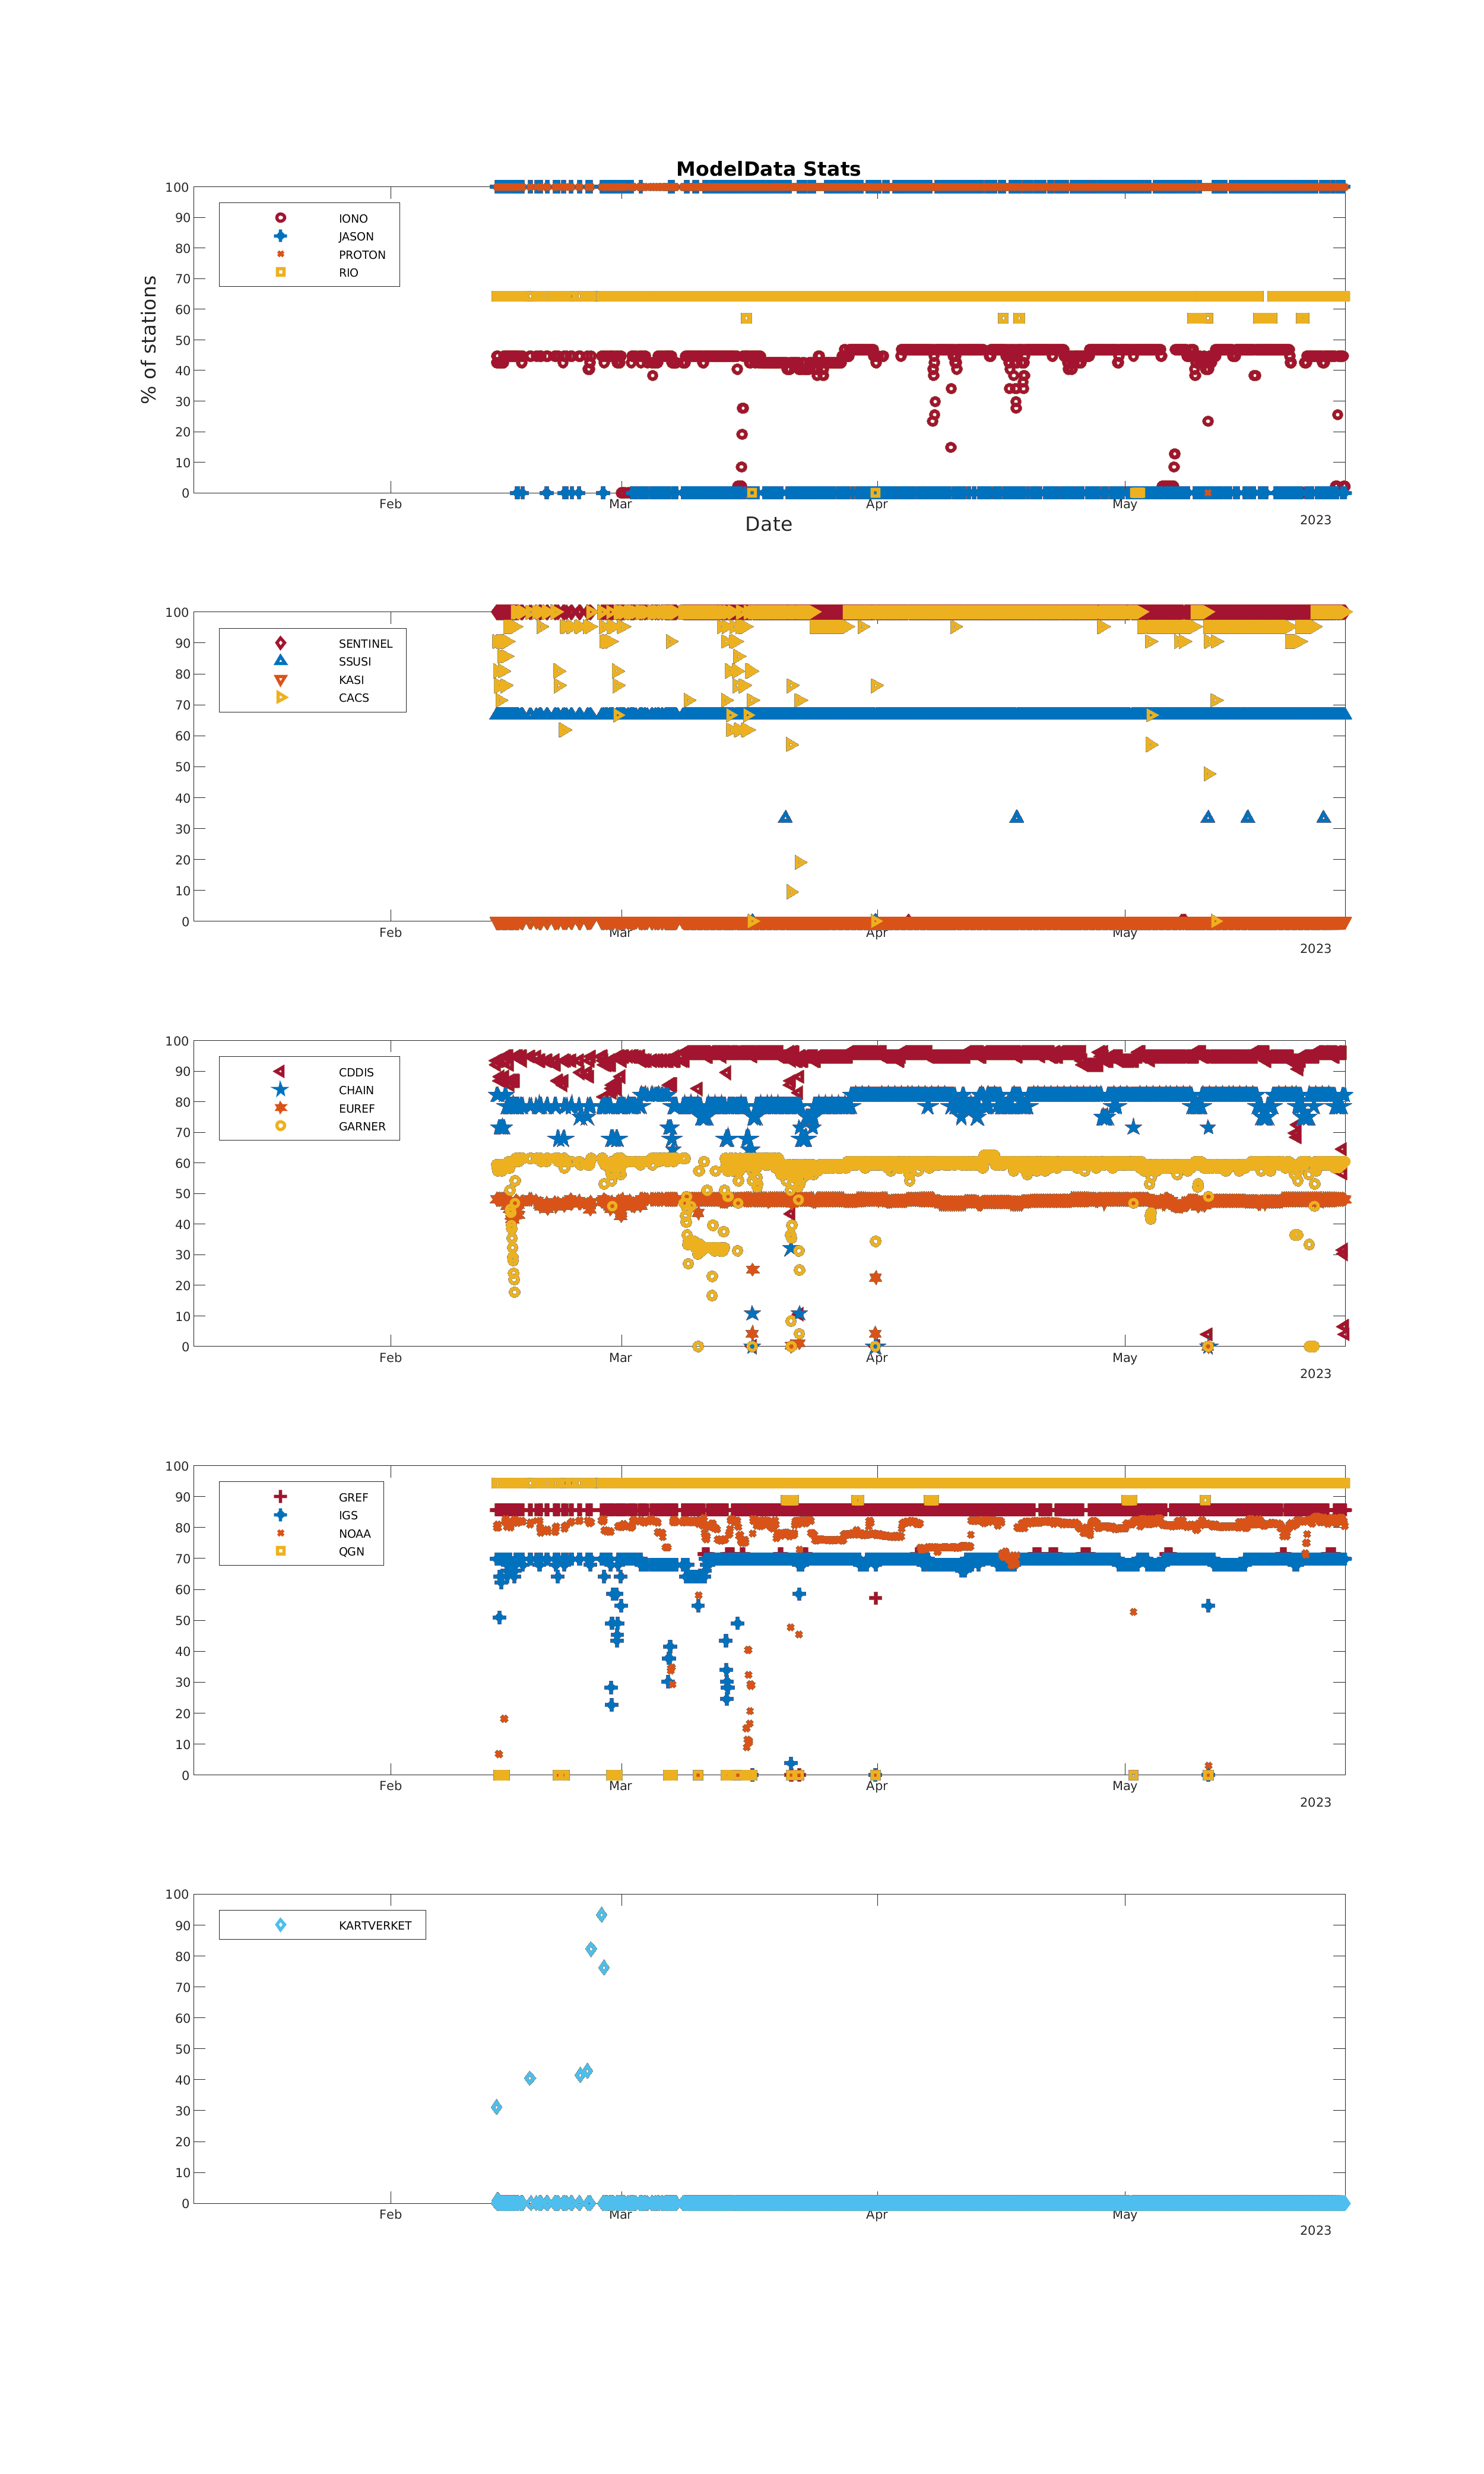 ModelData Stats
100
90
80
70
60
50
40
30
20
10
0
% of stations
IONO
JASON
PROTON
RIO
Feb Mar Apr May
2023
Date
100
90
80
70
60
50
40
30
20
10
0
SENTINEL
SSUSI
KASI
CACS
Feb Mar Apr May
2023
100
90
80
70
60
50
40
30
20
10
0
CDDIS
CHAIN
EUREF
GARNER
Feb Mar Apr May
2023
100
90
80
70
60
50
40
30
20
10
0
GREF
IGS
NOAA
QGN
Feb Mar Apr May
2023
100
90
80
70
60
50
40
30
20
10
0
KARTVERKET
Feb Mar Apr May
2023